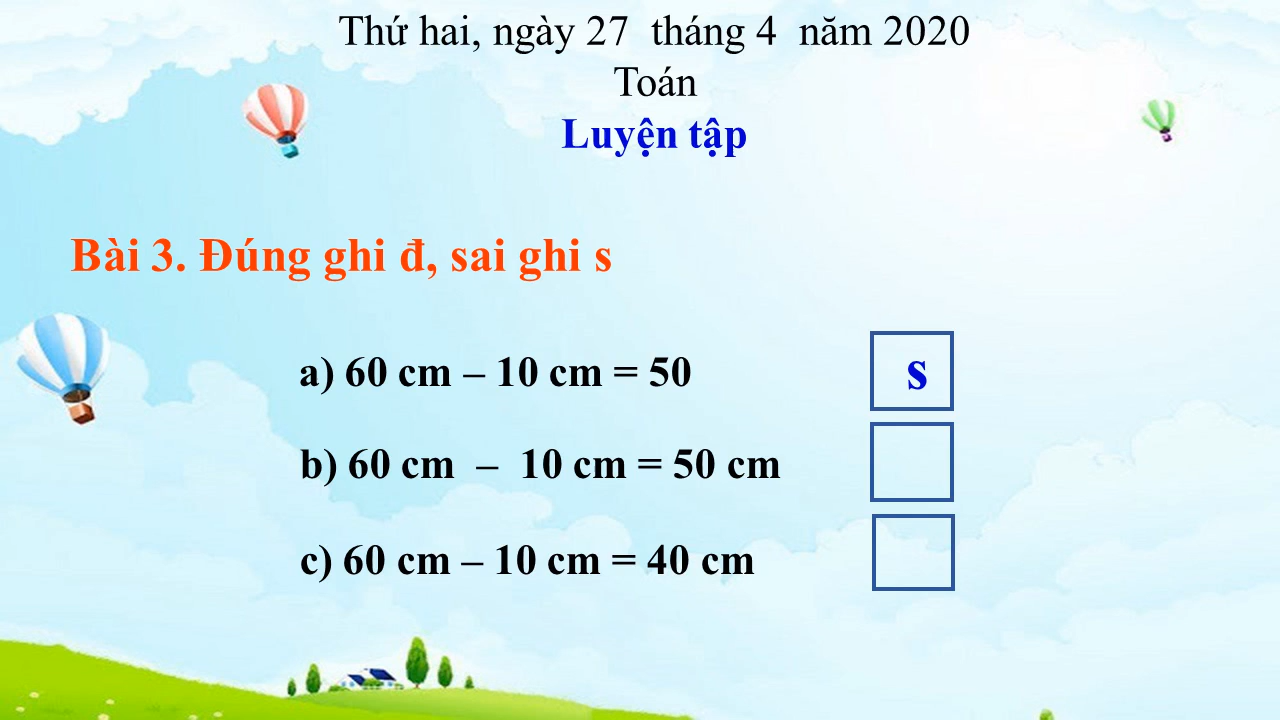 Thứ hai, ngày 27 tháng 4 năm 2020
Toán
Luyện tập
Bài 3. Đúng ghi đ, sai ghi s
a) 60 cm – 10 cm = 50 s
b) 60 cm – 10 cm = 50 cm
c) 60 cm – 10 cm = 40 cm